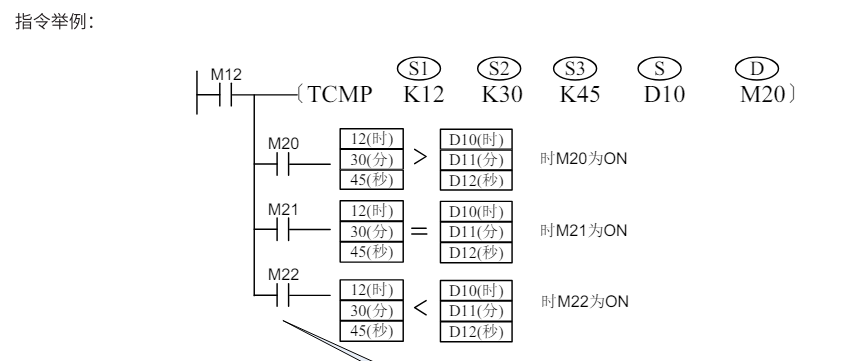 指令举例：
S1 S2 S3 S D
M12
〔TCMP K12 K30 K45 D10 M20〕
M20
12(时) D10(时)
30(分) > D11(分) 时M20为ON
45(秒) D12(秒)
M21
12(时) D10(时)
30(分) = D11(分) 时M21为ON
45(秒) D12(秒)
M22
12(时) D10(时)
30(分) < D11(分) 时M22为ON
45(秒) D12(秒)